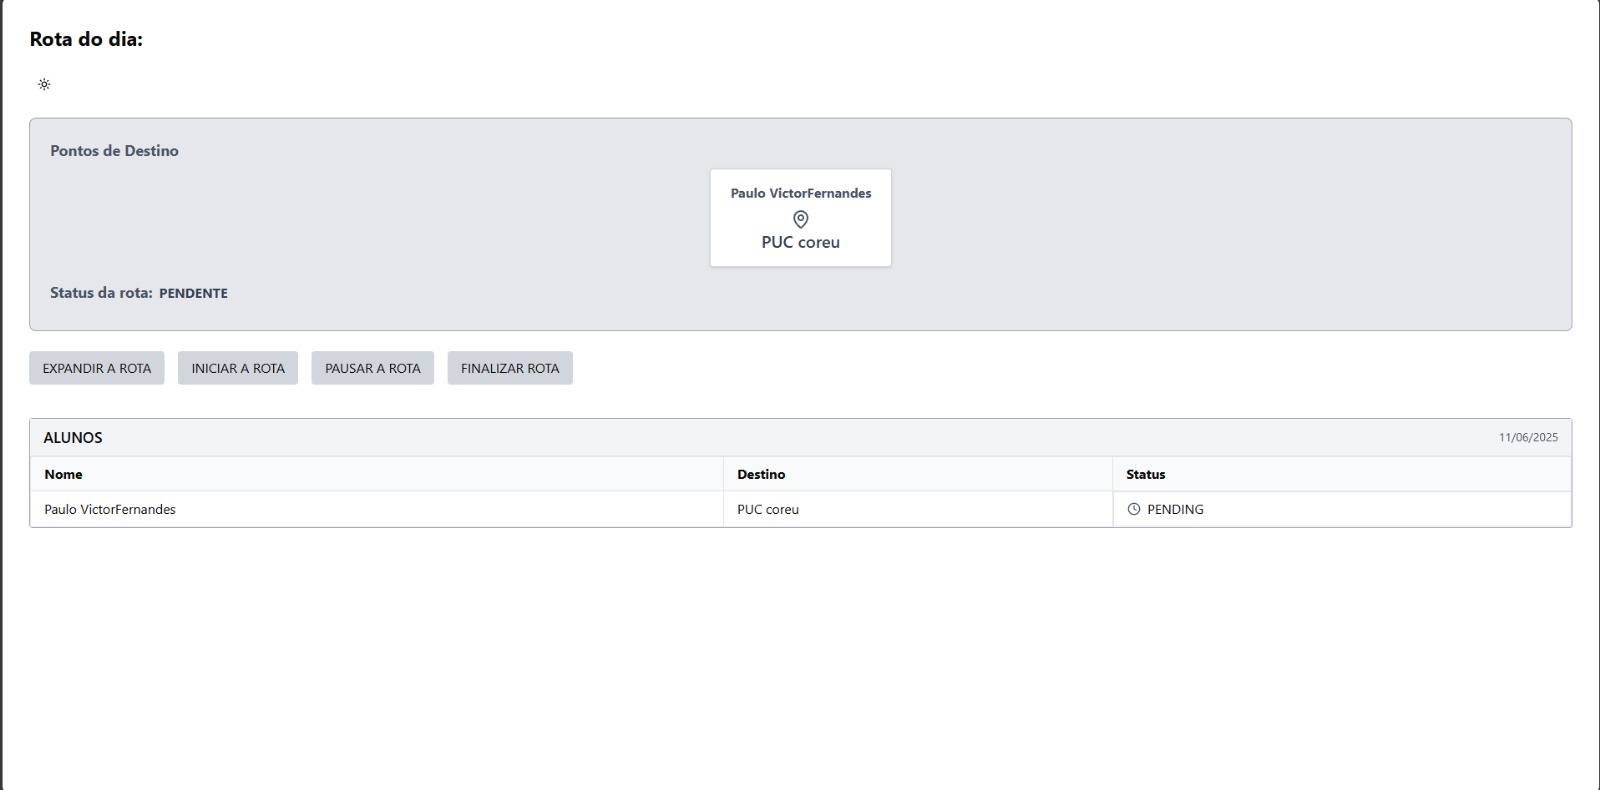 Rota do dia:
Pontos de Destino
Paulo VictorFernandes
PUC coreu
Status da rota: PENDENTE
EXPANDIR A ROTA INICIAR A ROTA PAUSAR A ROTA FINALIZAR ROTA
ALUNOS 11/06/2025
Nome Destino Status
Paulo VictorFernandes PUC coreu PENDING